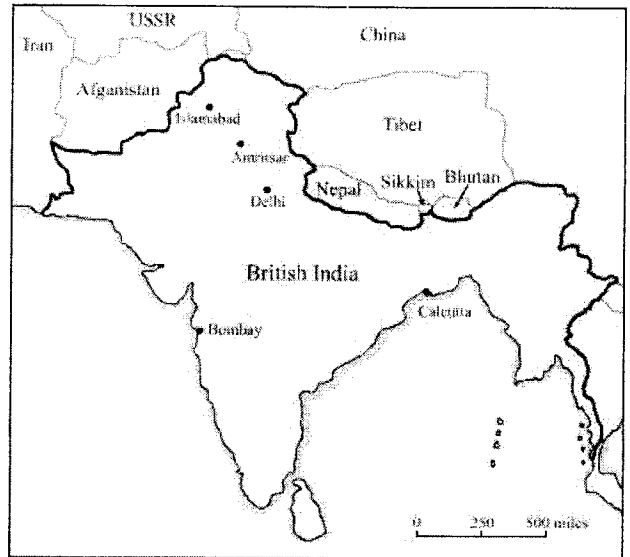 USSR
China
Iran
Afganistan
Islamabad
Tibet
Amritsar
Delhi
Nepal
Sikkim
Bhutan
British India
Calcutta
Bombay
0 250 500 miles